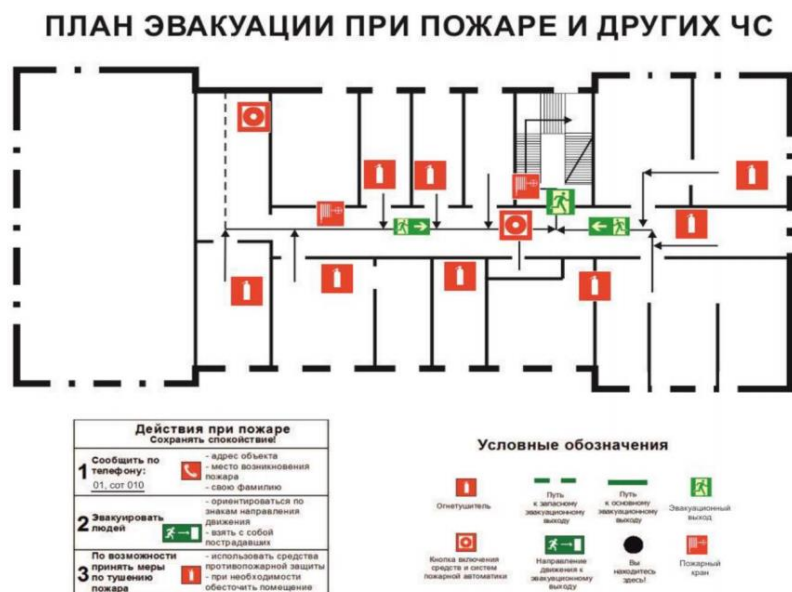 ПЛАН ЭВАКУАЦИИ ПРИ ПОЖАРЕ И ДРУГИХ ЧС
Действия при пожаре
Сохранять спокойствие!
1 Сообщить по
телефону:
01, сот 010
- адрес объекта
- место возникновения
пожара
- свою фамилию
2 Эвакуировать
людей
- ориентироваться по
знакам направления
движения
- взять с собой
пострадавших
3 По возможности
принять меры
по тушению
пожара
- использовать средства
противопожарной защиты
- при необходимости
обесточить помещение
Условные обозначения
Огнетушитель
Путь
к запасному
эвакуационному
выходу
Путь
к основному
эвакуационному
выходу
Эвакуационный
выход
Кнопка включения
средств и систем
пожарной автоматики
Направление
движения к
эвакуационному
выходу
Вы
находитесь
здесь!
Пожарный
кран